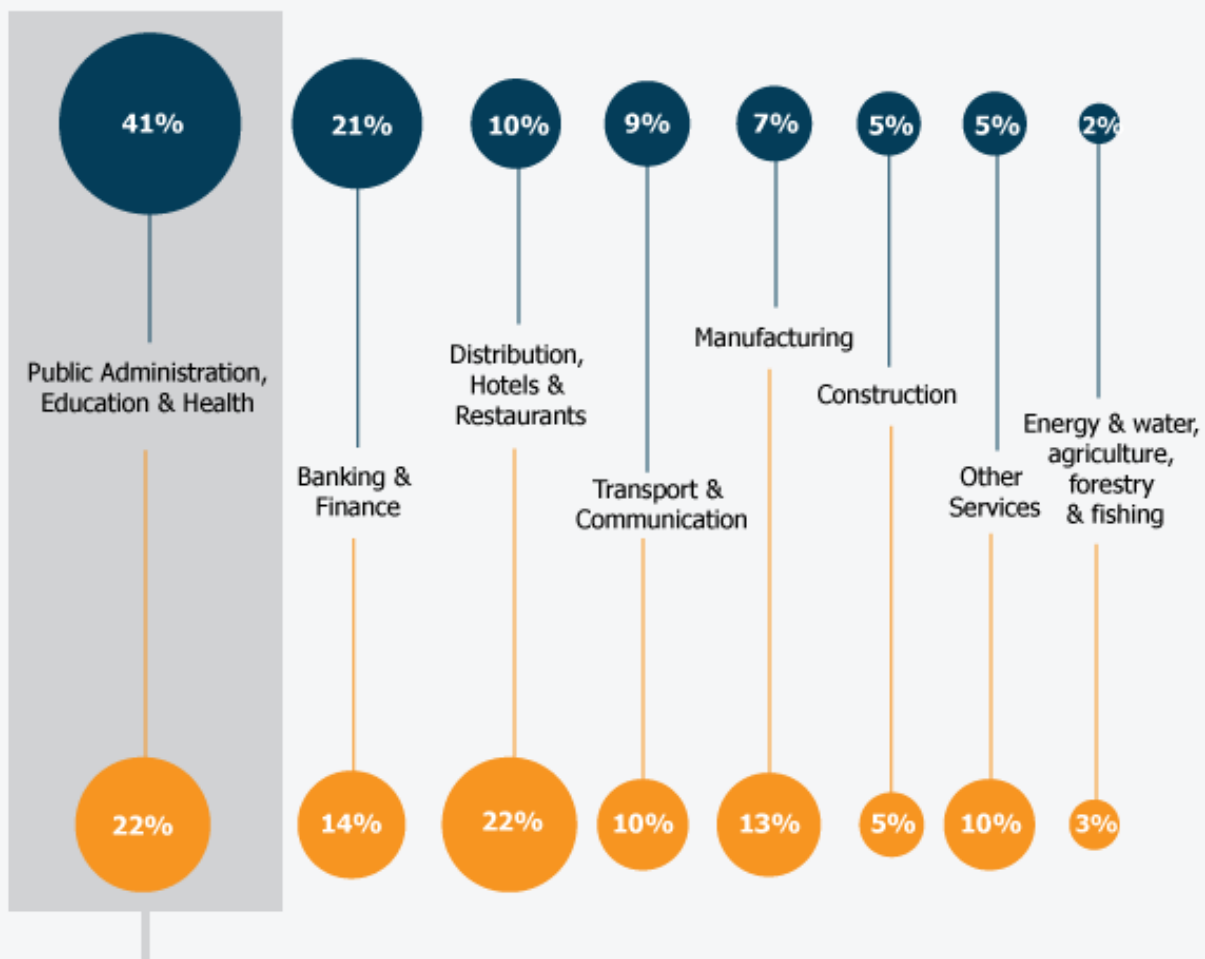 41%
21%
10%
9%
7%
5%
5%
2%
Public Administration,
Education & Health
Banking &
Finance
Distribution,
Hotels &
Restaurants
Transport &
Communication
Manufacturing
Construction
Other
Services
Energy & water,
agriculture,
forestry
& fishing
22%
14%
22%
10%
13%
5%
10%
3%